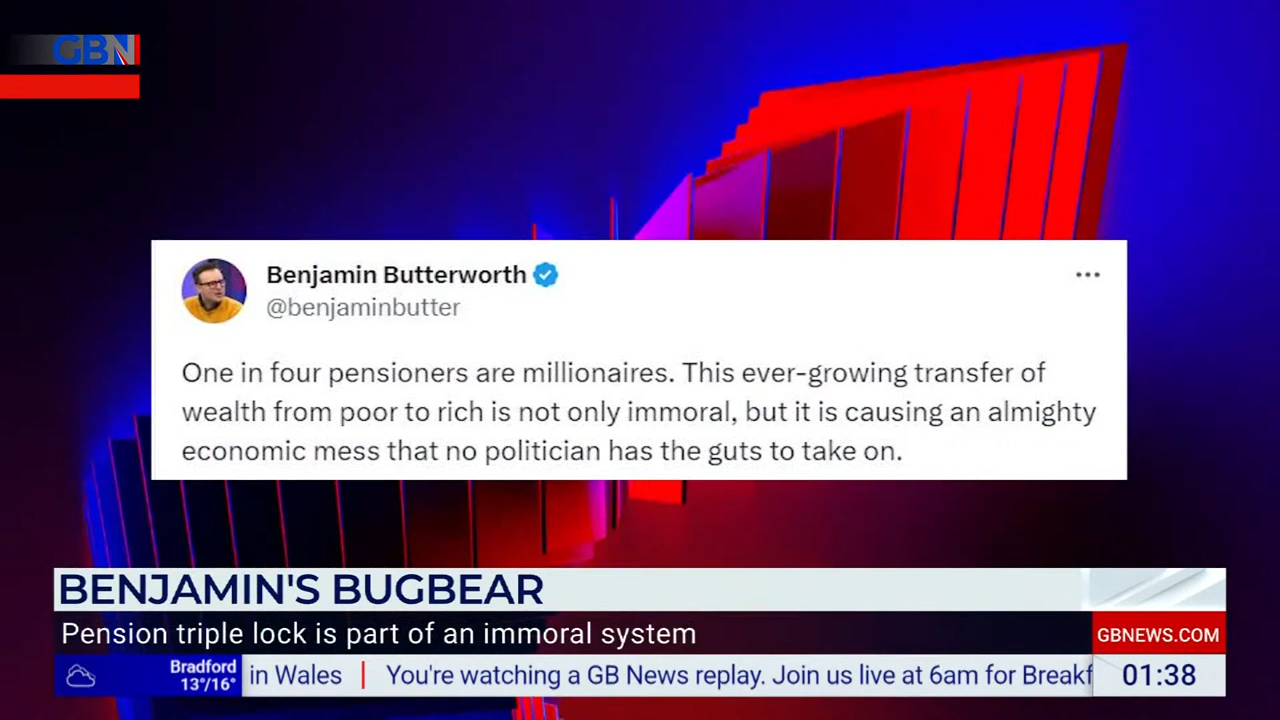 GBN
Benjamin Butterworth
@benjaminbutter
One in four pensioners are millionaires. This ever-growing transfer of
wealth from poor to rich is not only immoral, but it is causing an almighty
economic mess that no politician has the guts to take on.
BENJAMIN'S BUGBEAR
Pension triple lock is part of an immoral system
GBNEWS.COM
Bradford
13°/16°
in Wales | You're watching a GB News replay. Join us live at 6am for Breakf
01:38